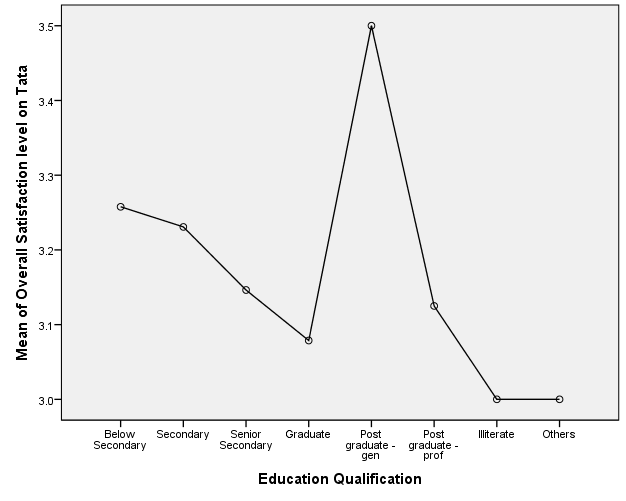 Mean of Overall Satisfaction level on Tata
3.5
3.4
3.3
3.2
3.1
3.0
Below
Secondary
Secondary
Senior
Secondary
Graduate
Post
graduate -
gen
Post
graduate -
prof
Illiterate
Others
Education Qualification